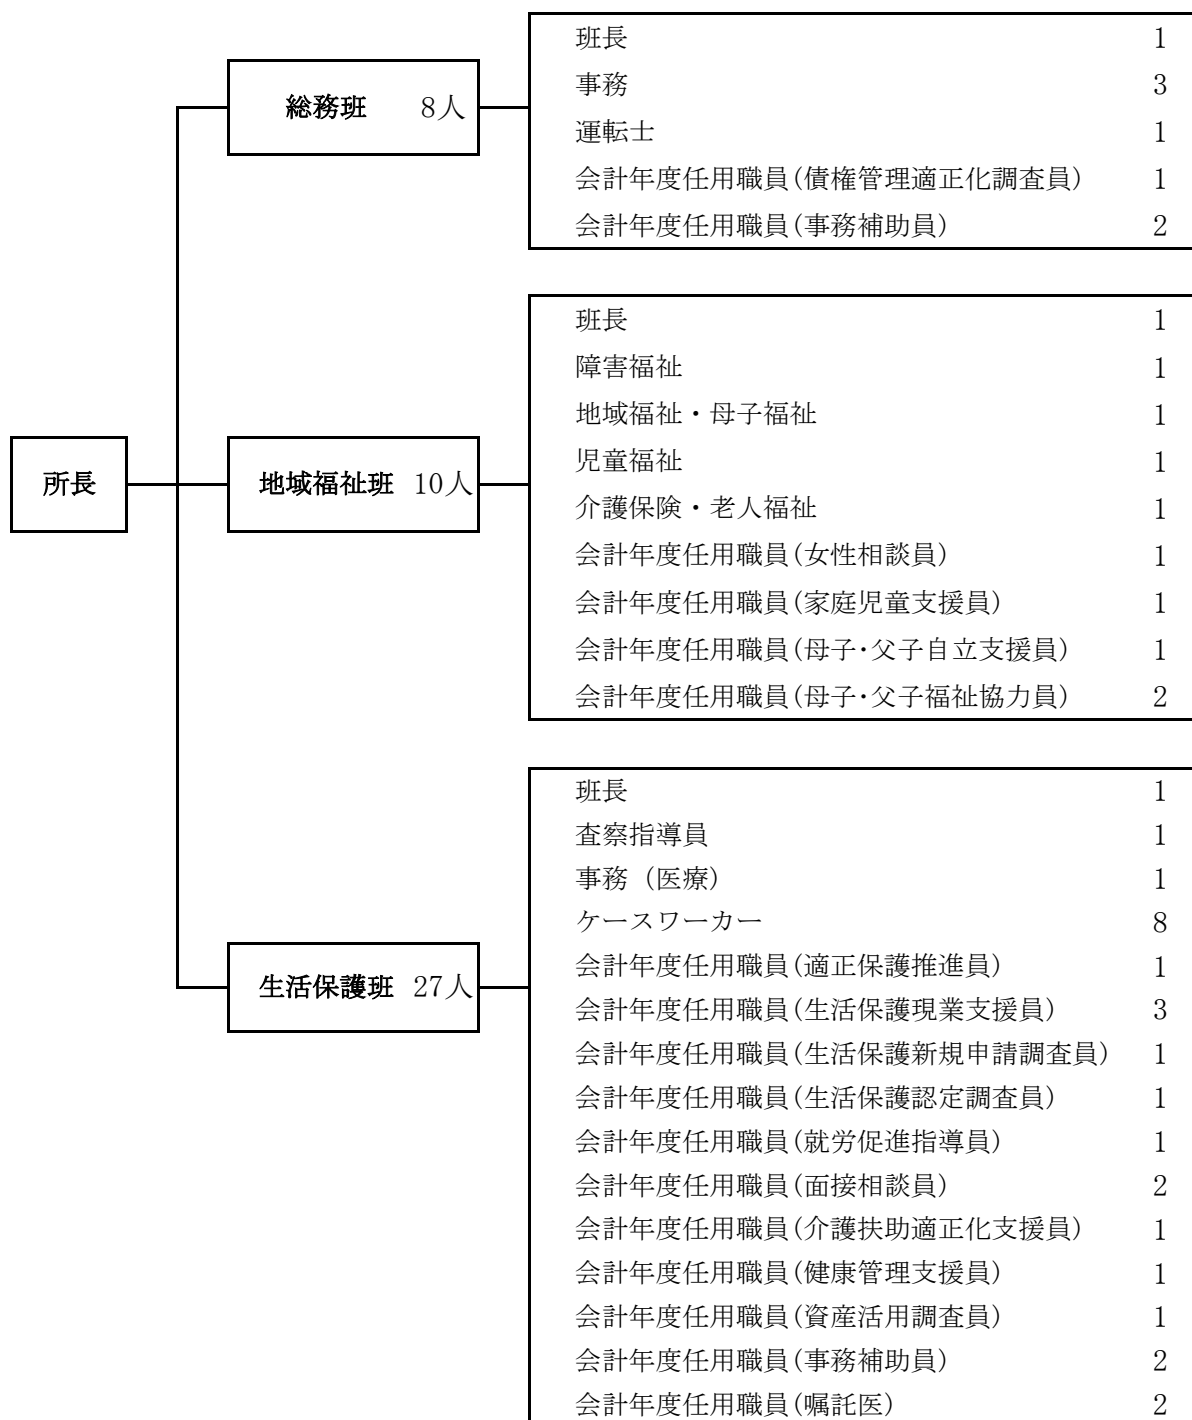 所長
総務班 8人
班長 1
事務 3
運転士 1
会計年度任用職員(債権管理適正化調査員) 1
会計年度任用職員(事務補助員) 2
地域福祉班 10人
班長 1
障害福祉 1
地域福祉・母子福祉 1
児童福祉 1
介護保険・老人福祉 1
会計年度任用職員(女性相談員) 1
会計年度任用職員(家庭児童支援員) 1
会計年度任用職員(母子・父子自立支援員) 1
会計年度任用職員(母子・父子福祉協力員) 2
生活保護班 27人
班長 1
査察指導員 1
事務（医療） 1
ケースワーカー 8
会計年度任用職員(適正保護推進員) 1
会計年度任用職員(生活保護現業支援員) 3
会計年度任用職員(生活保護新規申請調査員) 1
会計年度任用職員(生活保護認定調査員) 1
会計年度任用職員(就労促進指導員) 1
会計年度任用職員(面接相談員) 2
会計年度任用職員(介護扶助適正化支援員) 1
会計年度任用職員(健康管理支援員) 1
会計年度任用職員(資産活用調査員) 1
会計年度任用職員(事務補助員) 2
会計年度任用職員(嘱託医) 2